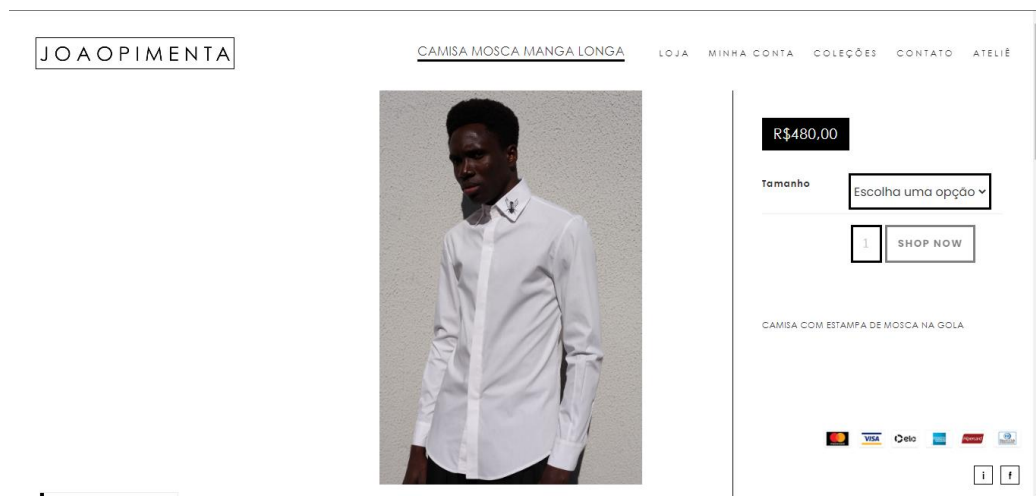 JOAOPIMENTA
CAMISA MOSCA MANGA LONGA
LOJA MINHA CONTA COLEÇÕES CONTATO ATELIÊ
R$480,00
Tamanho
Escolha uma opção
1 SHOP NOW
CAMISA COM ESTAMPA DE MOSCA NA GOLA
VISA elo
i f